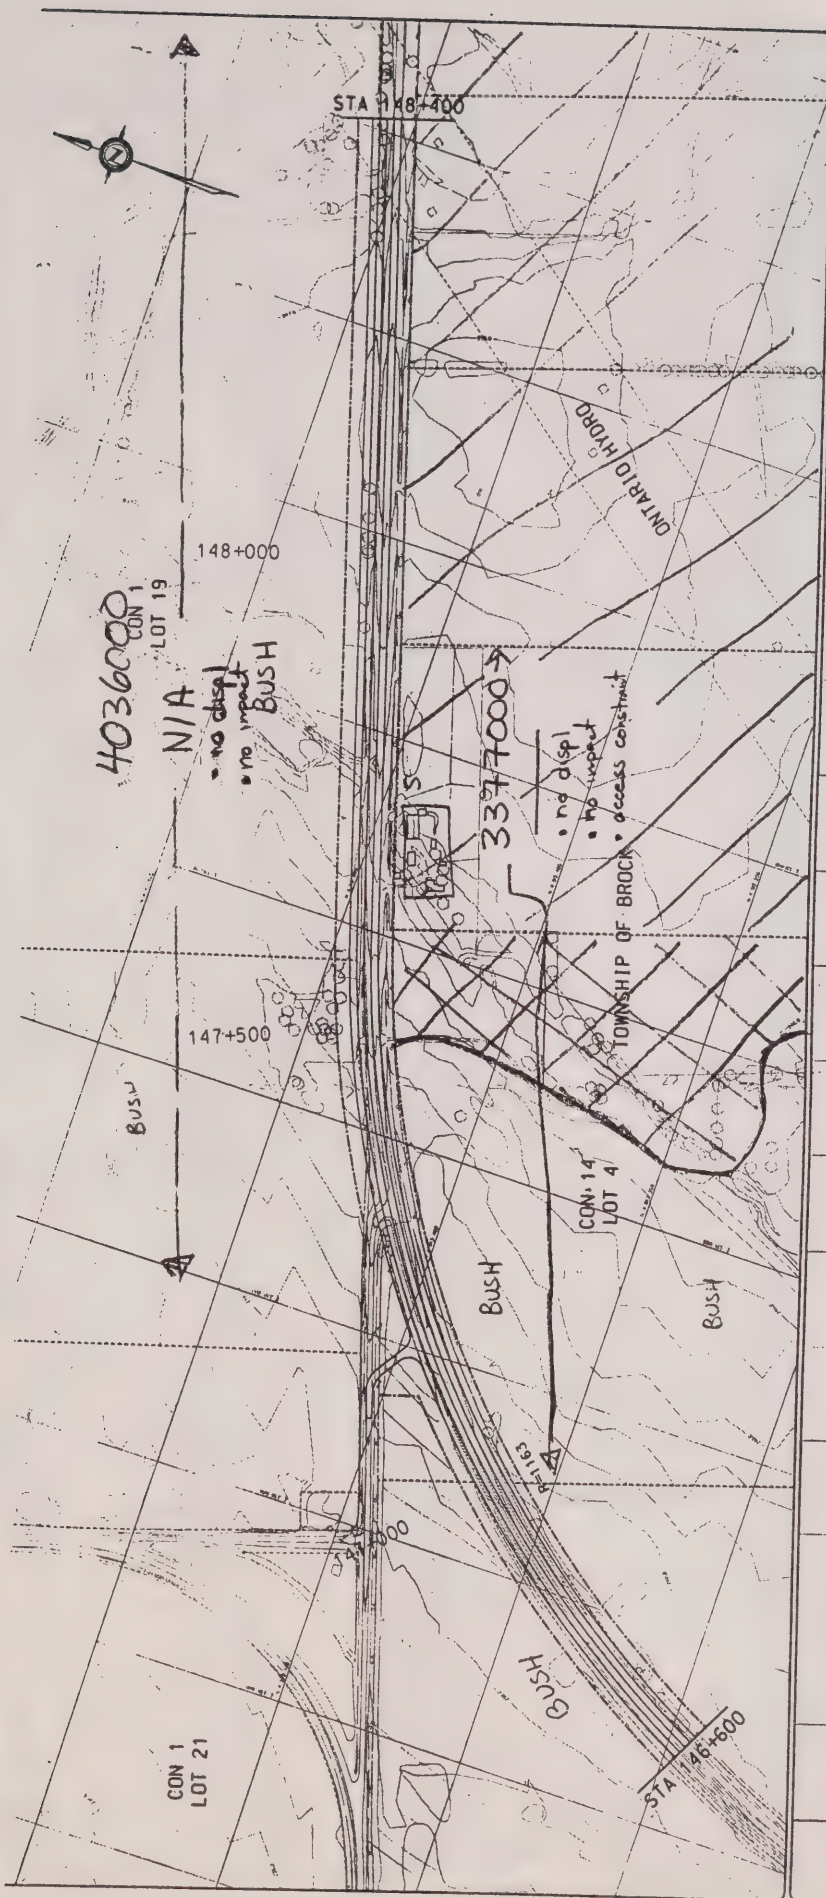 STA 148+400
148+000
4036000
CON 1
LOT 19
N/A
• no displ
• no impact
BUSH
ONTARIO HYDRO
S
3377000→
• no displ
• no impact
• access constraint
TOWNSHIP OF BROCK
147+500
BUSH
CON 14
LOT 4
BUSH
BUSH
R=1163
BUSH
STA 146+600
CON 1
LOT 21